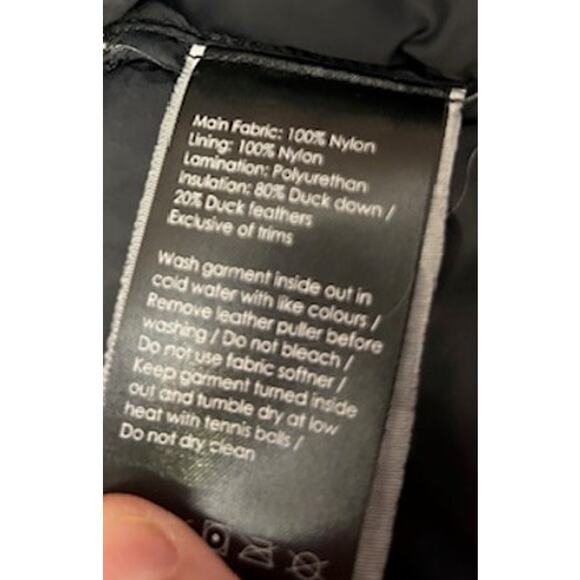 Main Fabric: 100% Nylon
Lining: 100% Nylon
Lamination: Polyurethan
Insulation: 80% Duck down /
20% Duck feathers
Exclusive of trims
Wash garment inside out in
cold water with like colours /
Remove leather puller before
washing / Do not bleach /
Do not use fabric softner /
Keep garment turned inside
out and tumble dry at low
heat with tennis balls /
Do not dry clean